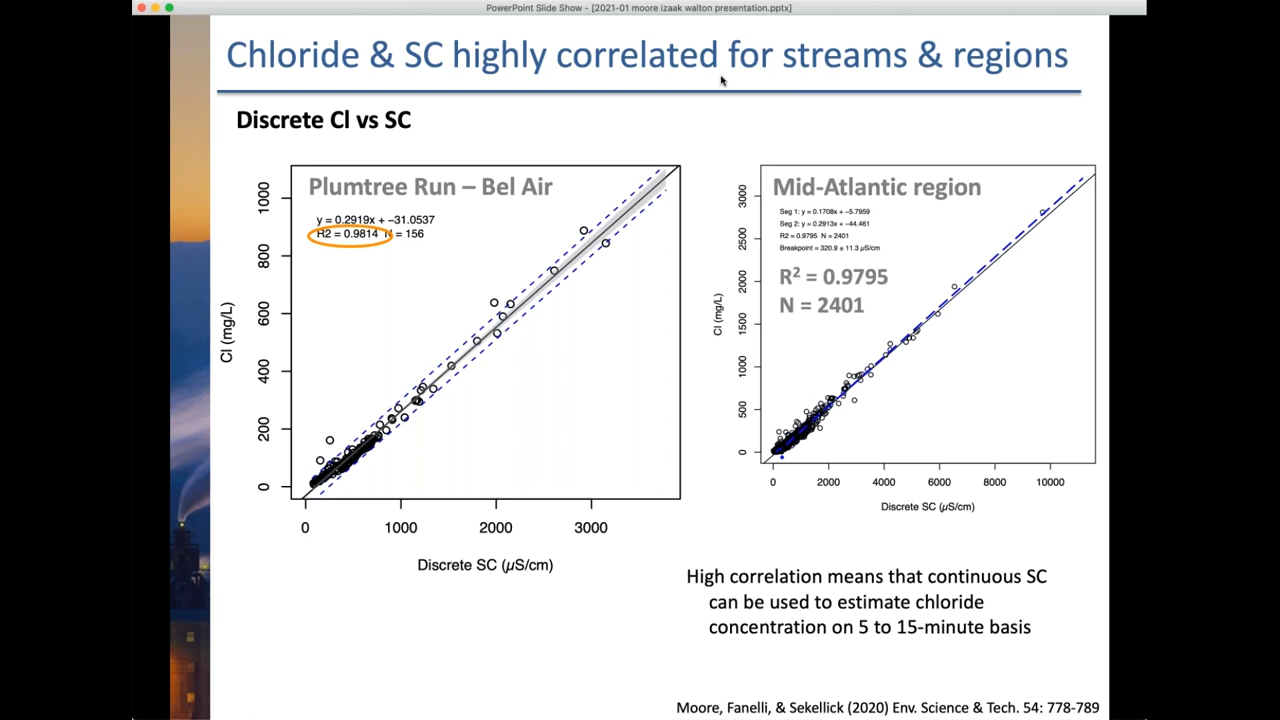 PowerPoint Slide Show - [2021-01 moore izaak walton presentation.pptx]
Chloride & SC highly correlated for streams & regions
Discrete Cl vs SC
Plumtree Run – Bel Air
y = 0.2919x + −31.0537
R2 = 0.9814 N = 156
Cl (mg/L)
0
200
400
600
800
1000
0 1000 2000 3000
Discrete SC (µS/cm)
Mid-Atlantic region
Seg 1: y = 0.1708x + −5.7959
Seg 2: y = 0.2913x + −44.461
R2 = 0.9795 N = 2401
Breakpoint = 320.9 ± 11.3 µS/cm
R² = 0.9795
N = 2401
Cl (mg/L)
0
500
1000
1500
2000
2500
3000
0 2000 4000 6000 8000 10000
Discrete SC (µS/cm)
High correlation means that continuous SC
can be used to estimate chloride
concentration on 5 to 15-minute basis
Moore, Fanelli, & Sekellick (2020) Env. Science & Tech. 54: 778-789